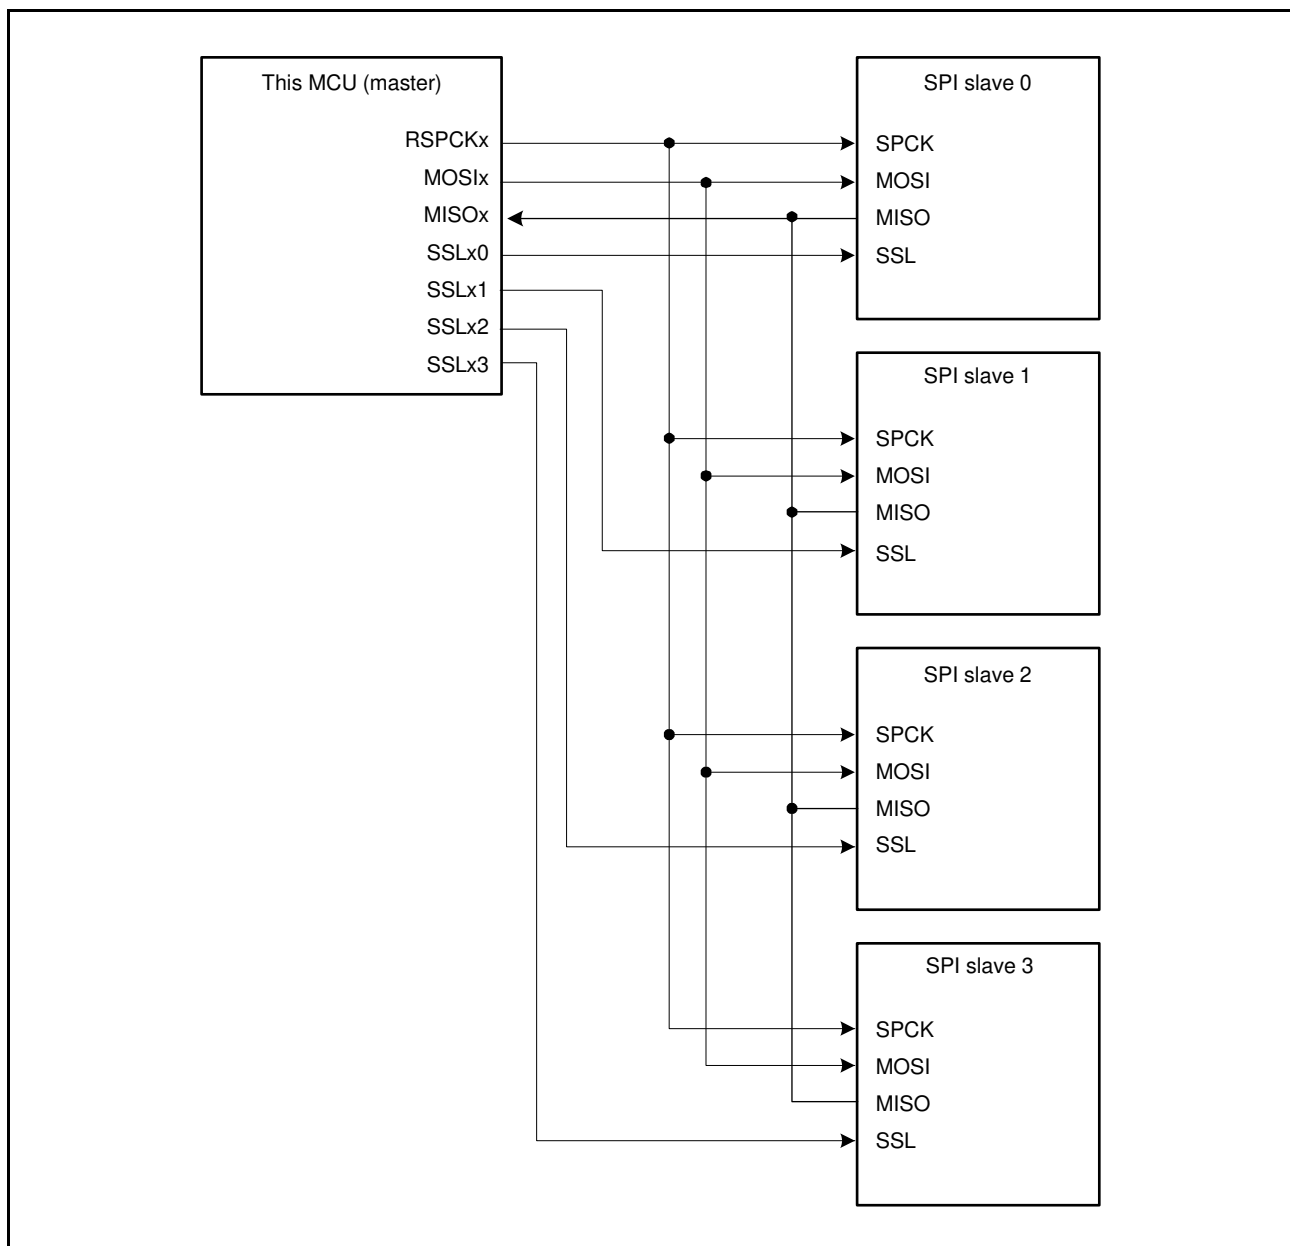 This MCU (master)
RSPCKx
MOSIx
MISOx
SSLx0
SSLx1
SSLx2
SSLx3
SPI slave 0
SPCK
MOSI
MISO
SSL
SPI slave 1
SPCK
MOSI
MISO
SSL
SPI slave 2
SPCK
MOSI
MISO
SSL
SPI slave 3
SPCK
MOSI
MISO
SSL